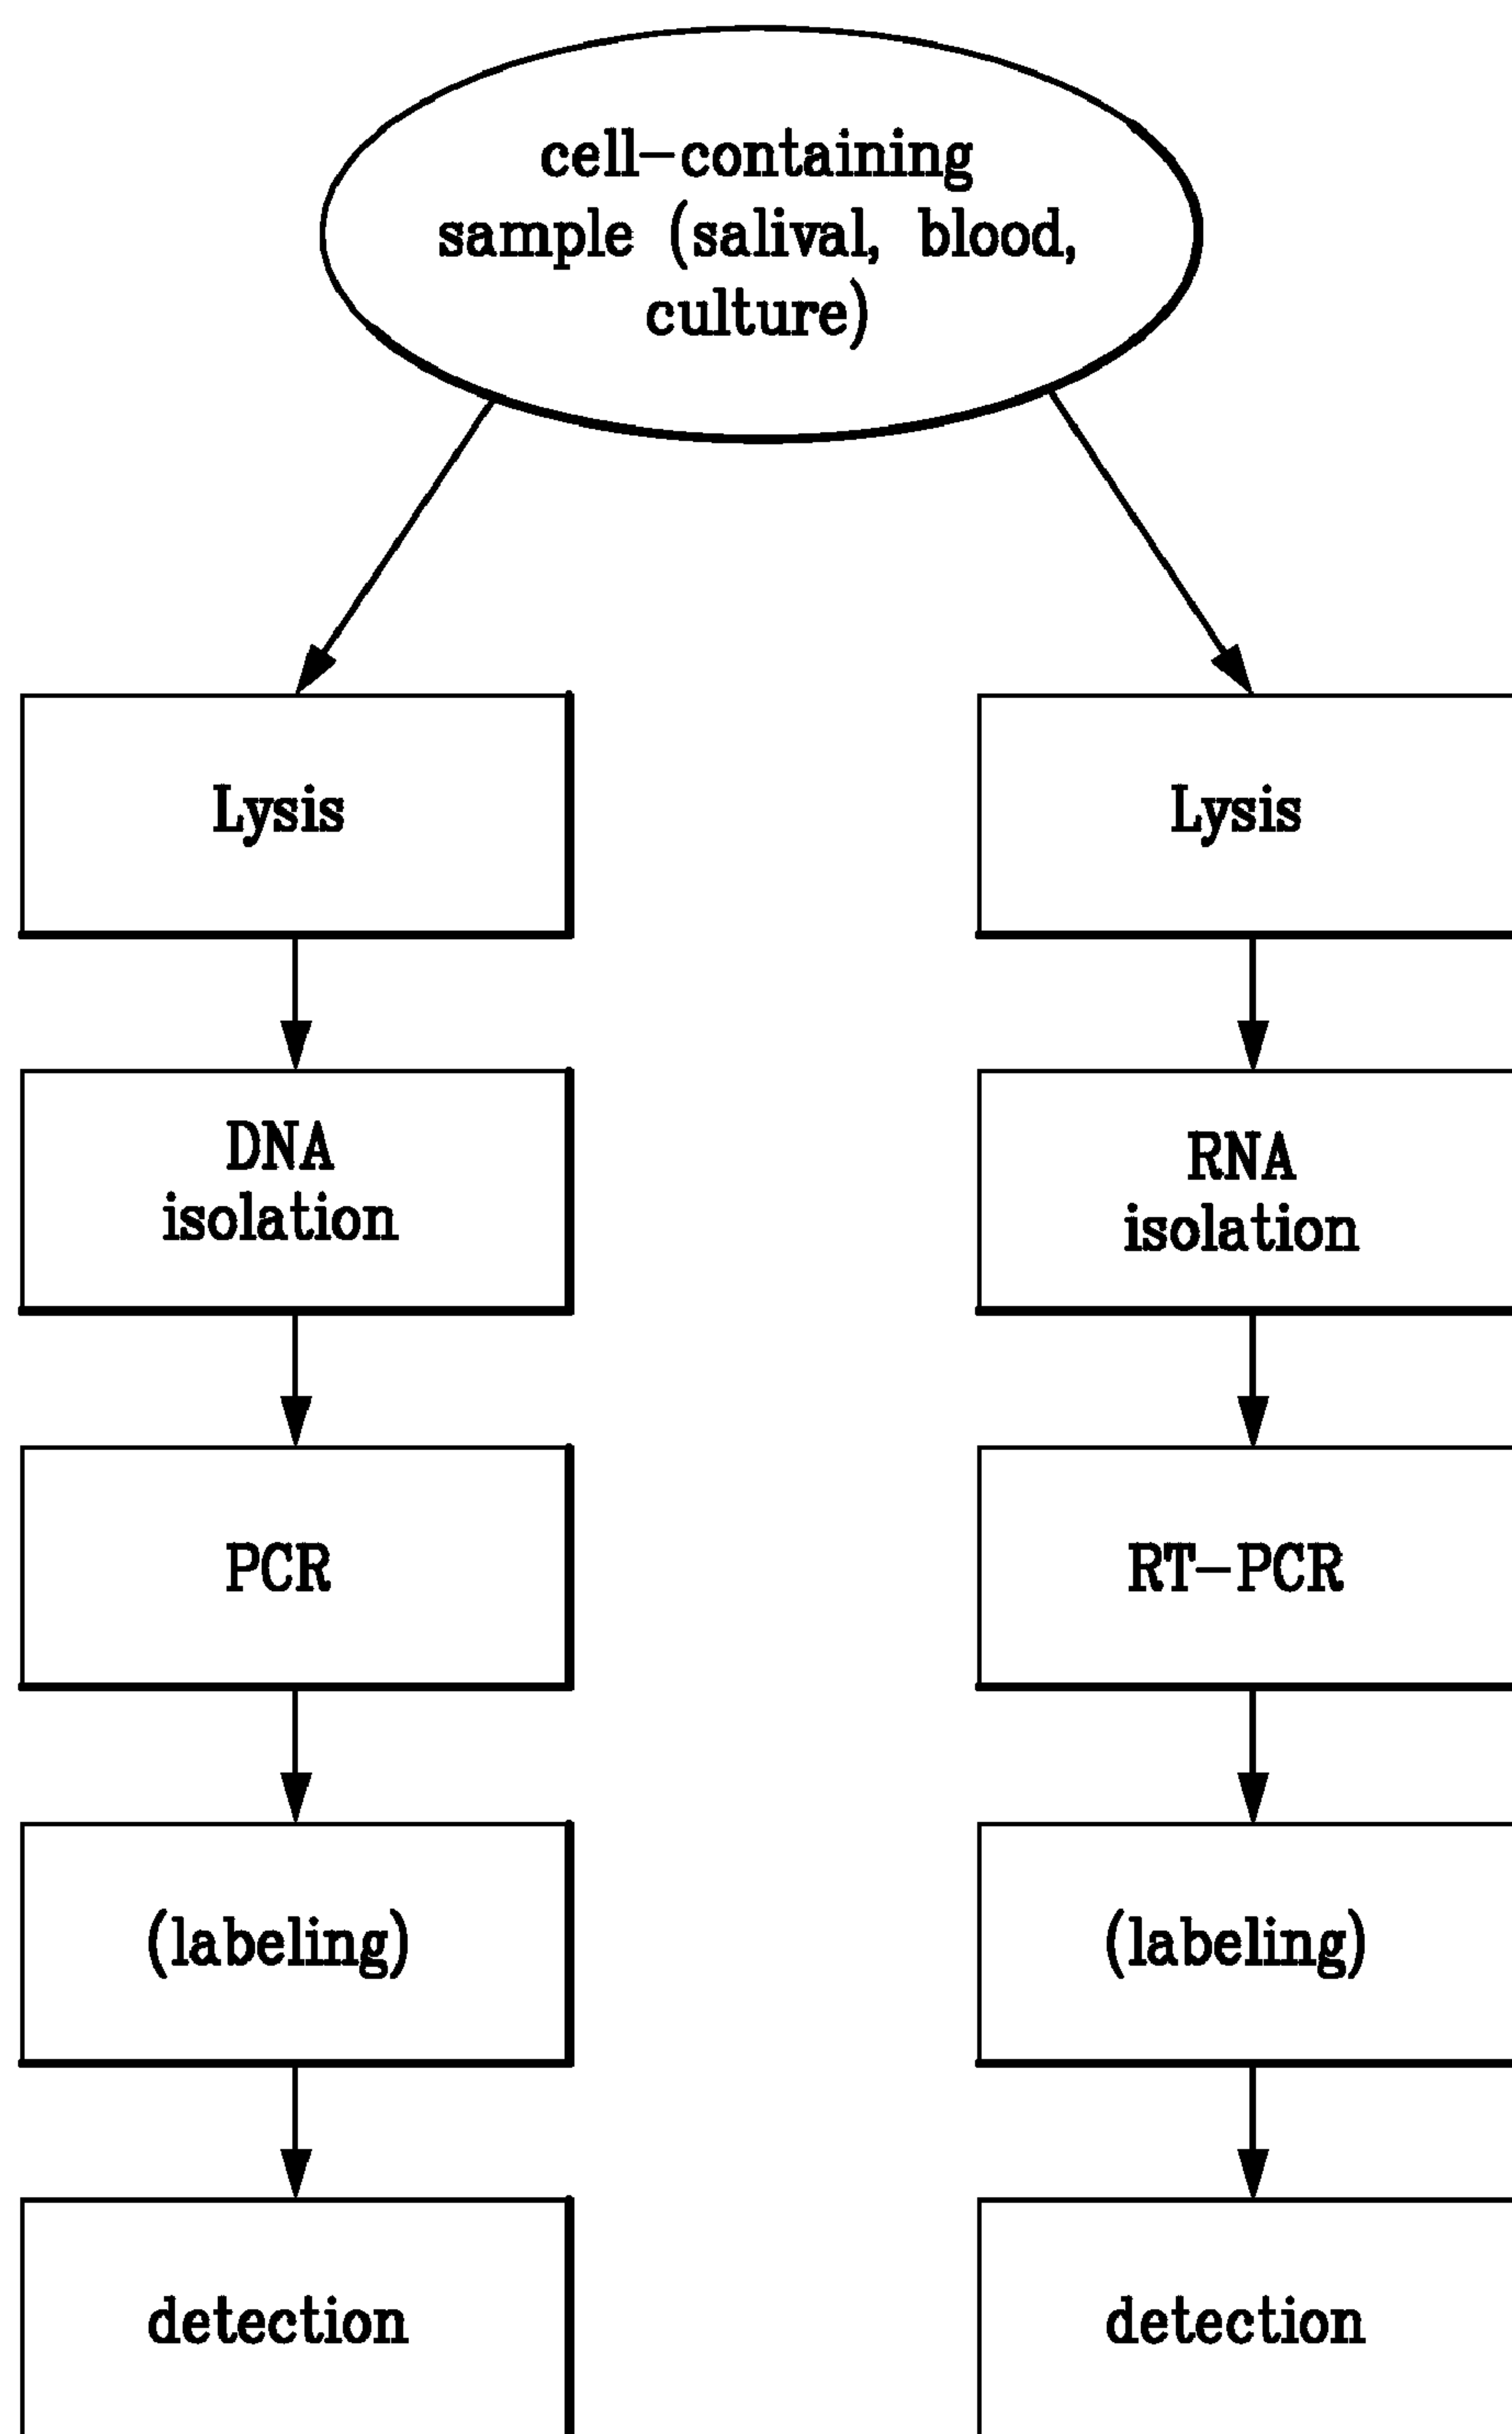 cell-containing
sample (salival, blood,
culture)
Lysis
DNA
isolation
PCR
(labeling)
detection
Lysis
RNA
isolation
RT-PCR
(labeling)
detection